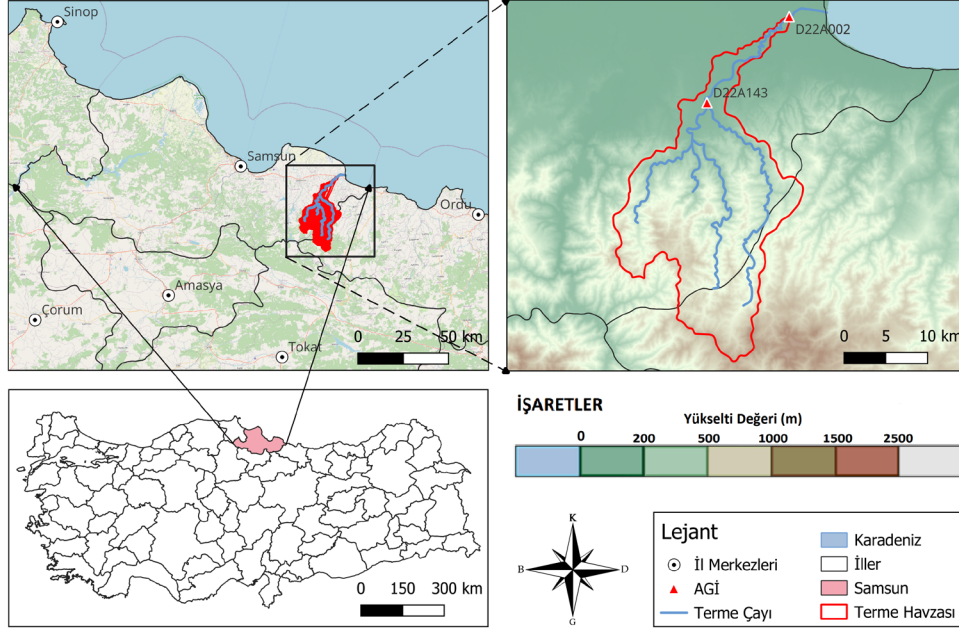 Sinop
Samsun
Ordu
Amasya
Çorum
Tokat
0 25 50 km
D22A002
D22A143
0 5 10 km
0 150 300 km
İŞARETLER
Yükselti Değeri (m)
0 200 500 1000 1500 2500
K
B D
G
Lejant
İl Merkezleri
AGİ
Terme Çayı
Karadeniz
İller
Samsun
Terme Havzası